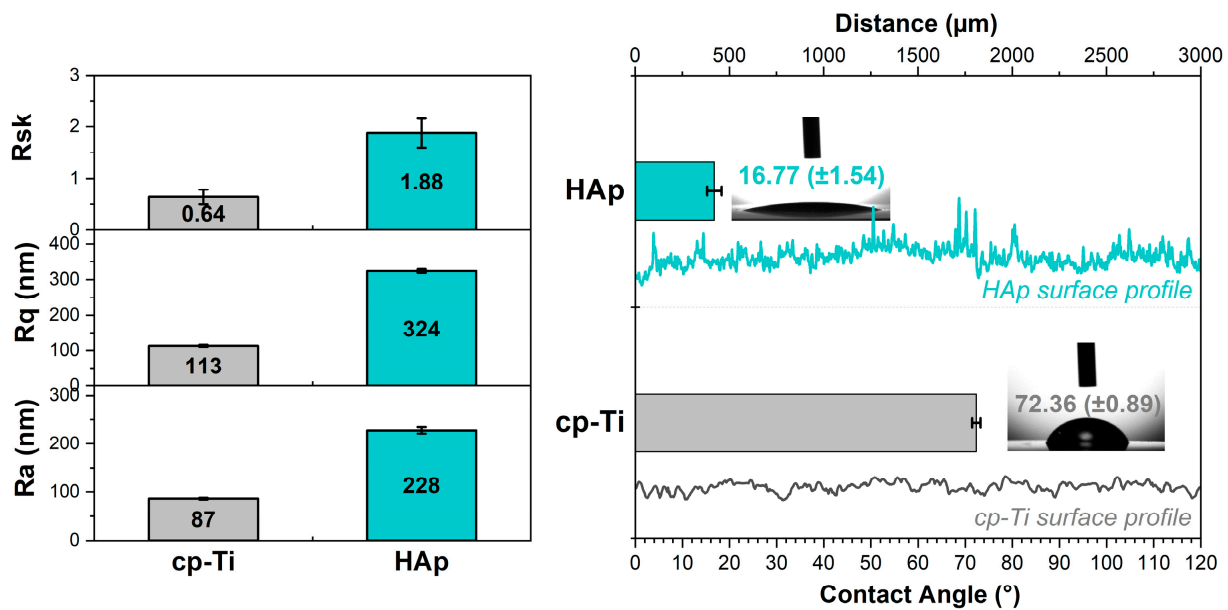 Rsk
3
2
1
0
0.64
1.88
Rq (nm)
400
300
200
100
0
113
324
Ra (nm)
300
200
100
0
87
228
cp-Ti HAp
Distance (µm)
0 500 1000 1500 2000 2500 3000
HAp
16.77 (±1.54)
HAp surface profile
cp-Ti
72.36 (±0.89)
cp-Ti surface profile
0 10 20 30 40 50 60 70 80 90 100 110 120
Contact Angle (°)